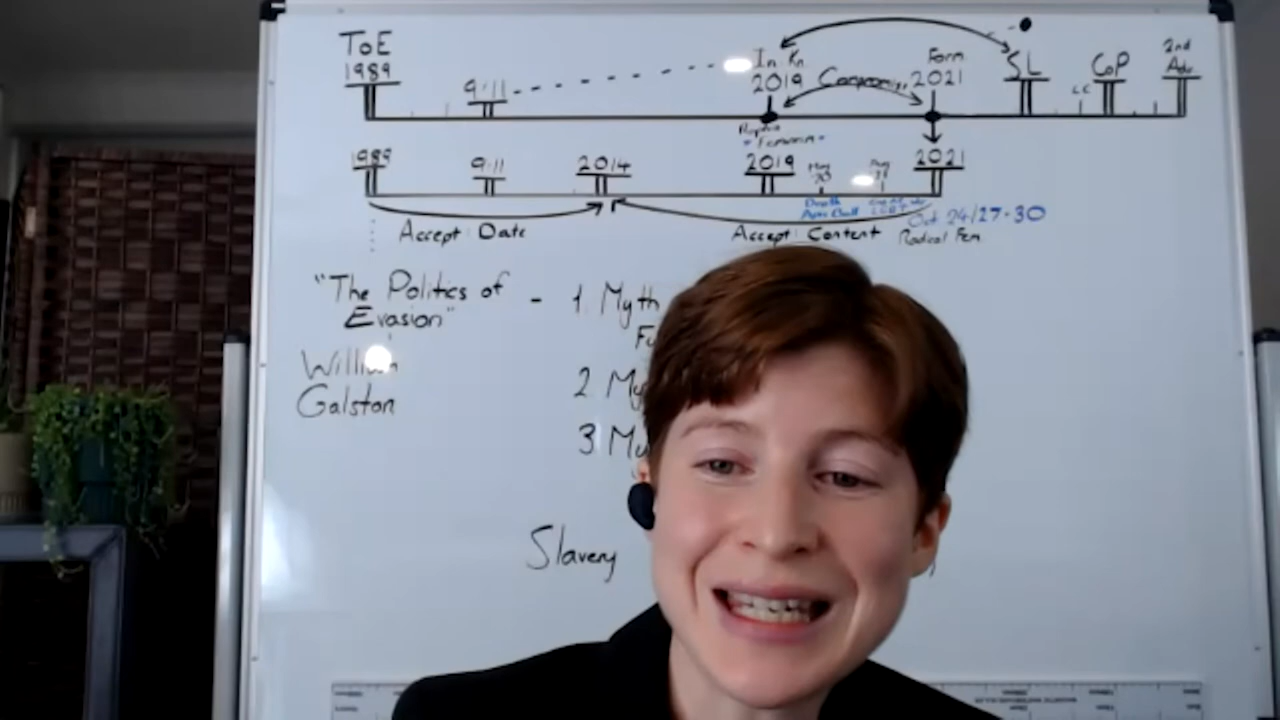 ToE
1989
9:11
In Kn
2019
Compromise
Form
2021
SL
LC
CoP
2nd
Adv
1989
9:11
2014
2019
2021
Accept: Date
Accept: Content
Oct 24/27-30
Radical Fem
"The Politics of
Evasion"
- 1. Myth
2
3
William
Galston
Slavery